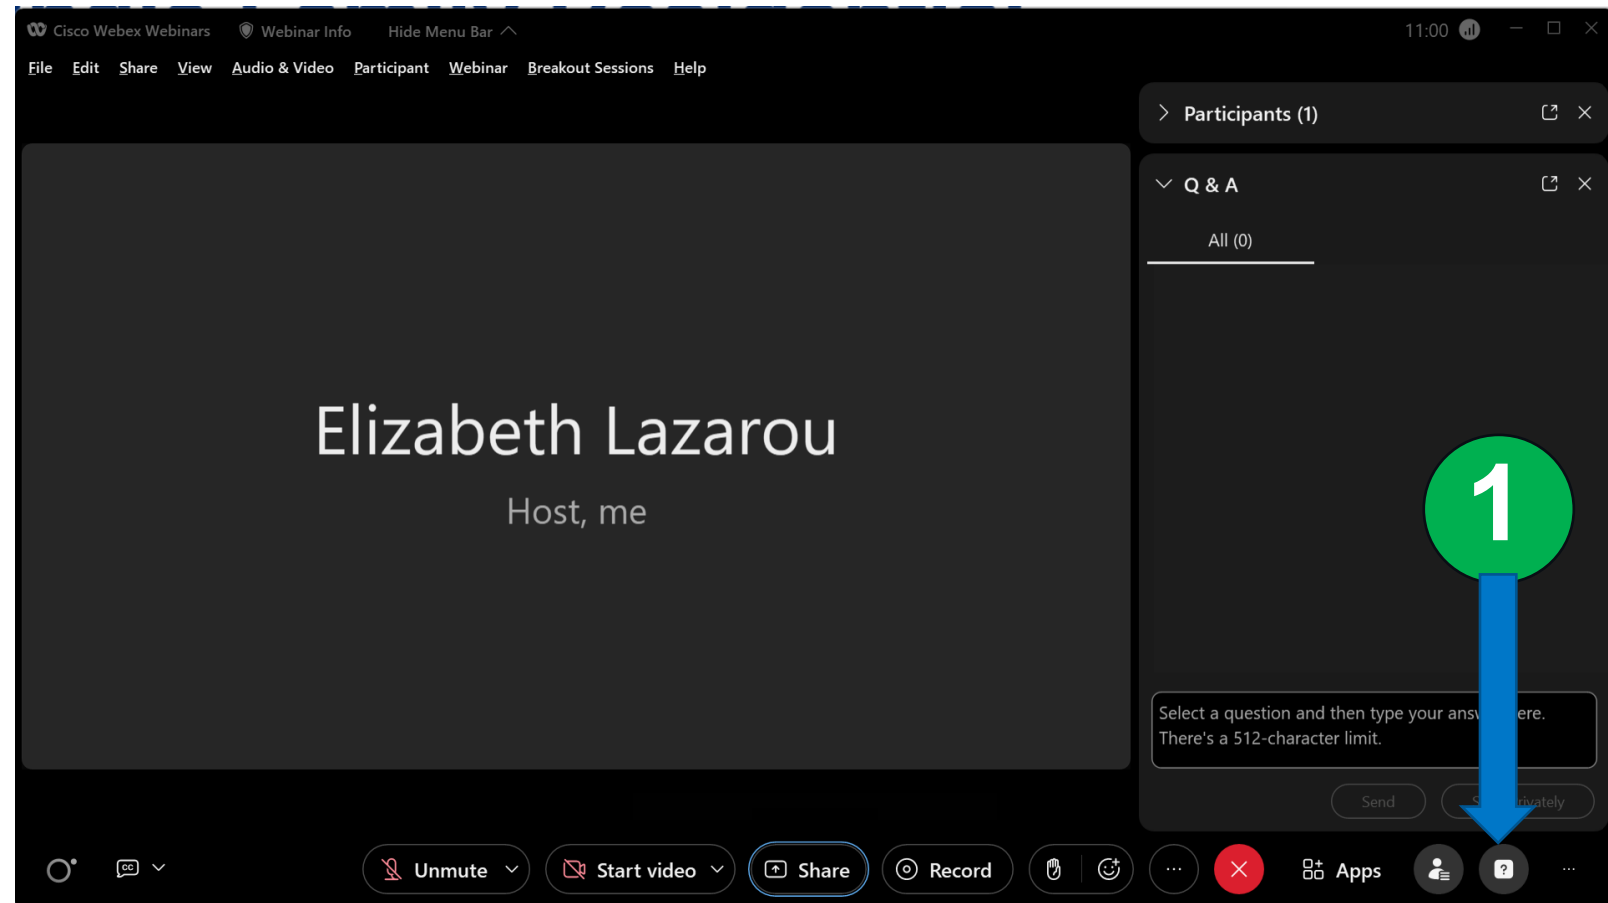 Cisco Webex Webinars Webinar Info Hide Menu Bar 11:00
File Edit Share View Audio & Video Participant Webinar Breakout Sessions Help
Participants (1)
Q & A
All (0)
Elizabeth Lazarou
Host, me
1
Select a question and then type your ere.
There's a 512-character limit.
Send
CC Unmute Start video Share Record Apps ?